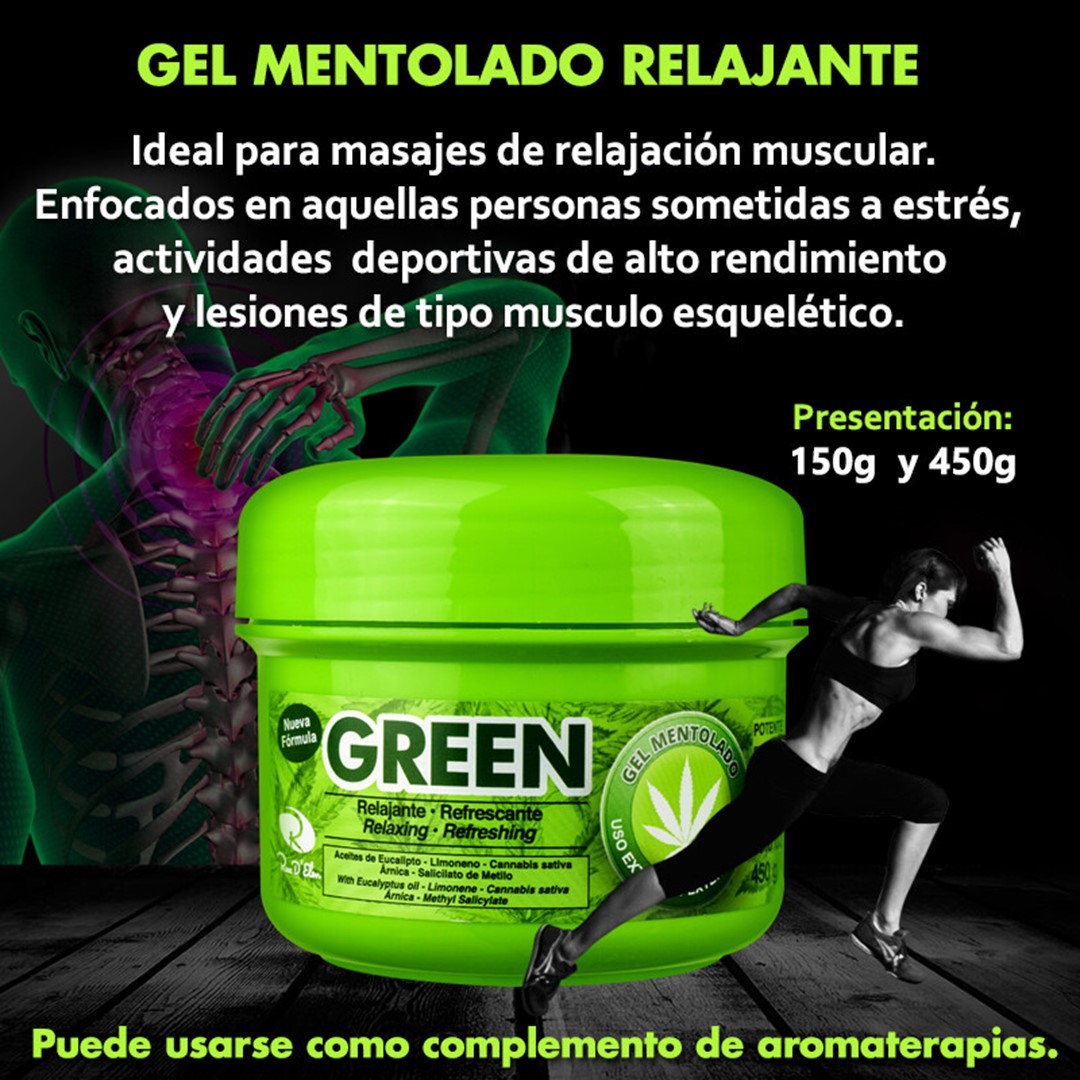 GEL MENTOLADO RELAJANTE
Ideal para masajes de relajación muscular.
Enfocados en aquellas personas sometidas a estrés,
actividades deportivas de alto rendimiento
y lesiones de tipo musculo esquelético.
Presentación:
150g y 450g
Nueva
Fórmula
GREEN
Relajante · Refrescante
Relaxing · Refreshing
Aceites de Eucalipto - Limoneno - Cannabis sativa
Árnica - Salicilato de Metilo
With Eucalyptus oil - Limonene - Cannabis sativa
Árnica - Methyl Salicylate
GEL MENTOLADO
USO
450 g
Puede usarse como complemento de aromaterapias.